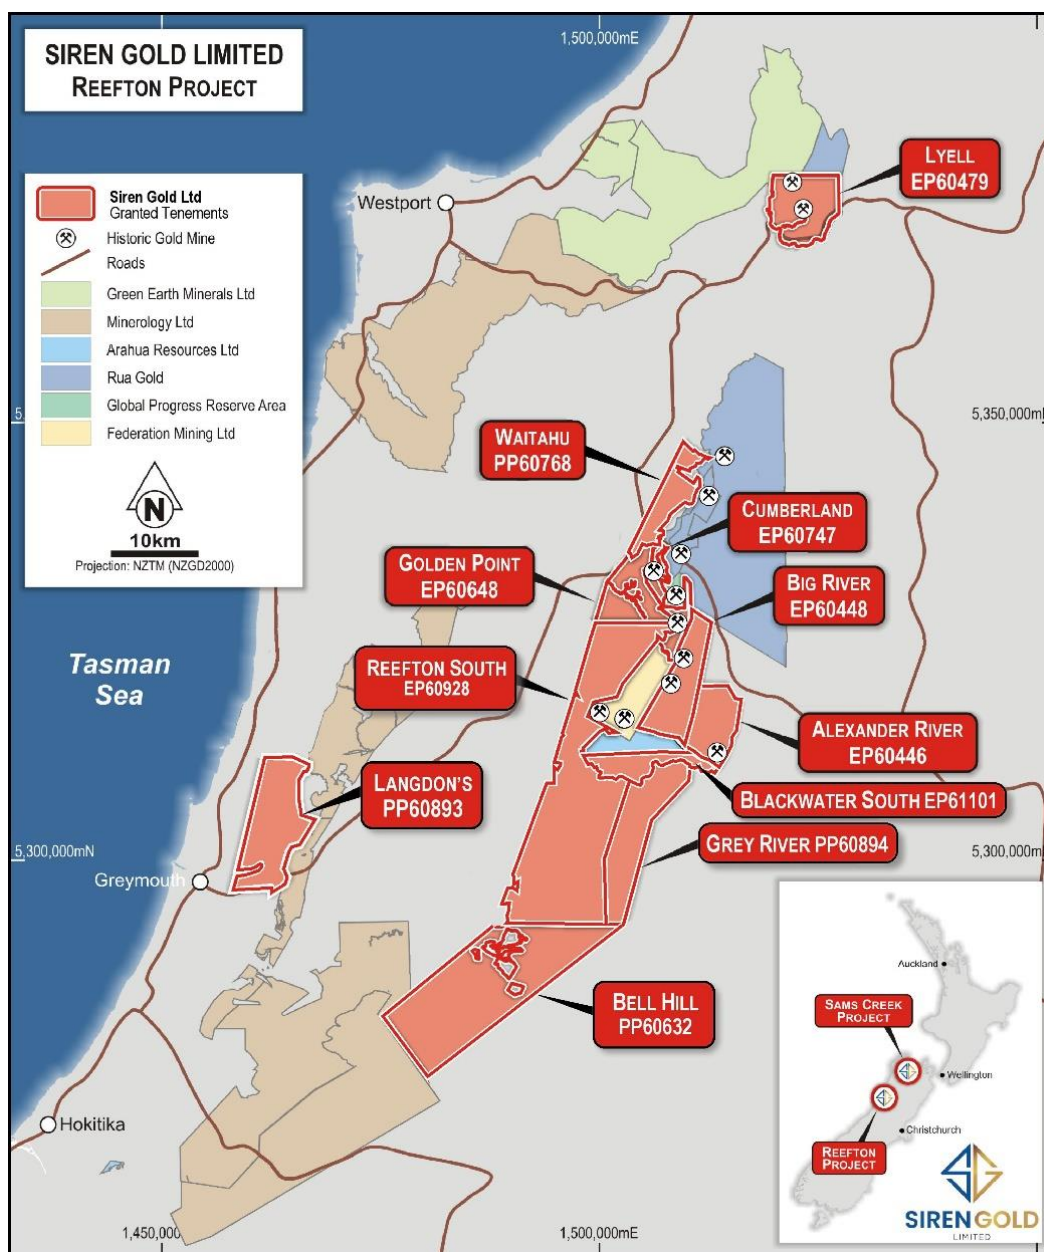 SIREN GOLD LIMITED
REEFTON PROJECT
1,500,000mE
LYELL
EP60479
Westport
Siren Gold Ltd
Granted Tenements
Historic Gold Mine
Roads
Green Earth Minerals Ltd
Minerology Ltd
Arahua Resources Ltd
Rua Gold
Global Progress Reserve Area
Federation Mining Ltd
N
10km
Projection: NZTM (NZGD2000)
5,
5,350,000m
WAITAHU
PP60768
CUMBERLAND
EP60747
GOLDEN POINT
EP60648
BIG RIVER
EP60448
Tasman
Sea
REEFTON SOUTH
EP60928
ALEXANDER RIVER
EP60446
LANGDON'S
PP60893
BLACKWATER SOUTH EP61101
GREY RIVER PP60894
5,300,000mN
5,300,000m
Greymouth
BELL HILL
PP60632
Hokitika
Auckland
SAMS CREEK
PROJECT
Wellington
Christchurch
REEFTON
PROJECT
SIREN GOLD
LIMITED
1,450,000
1,500,000mE